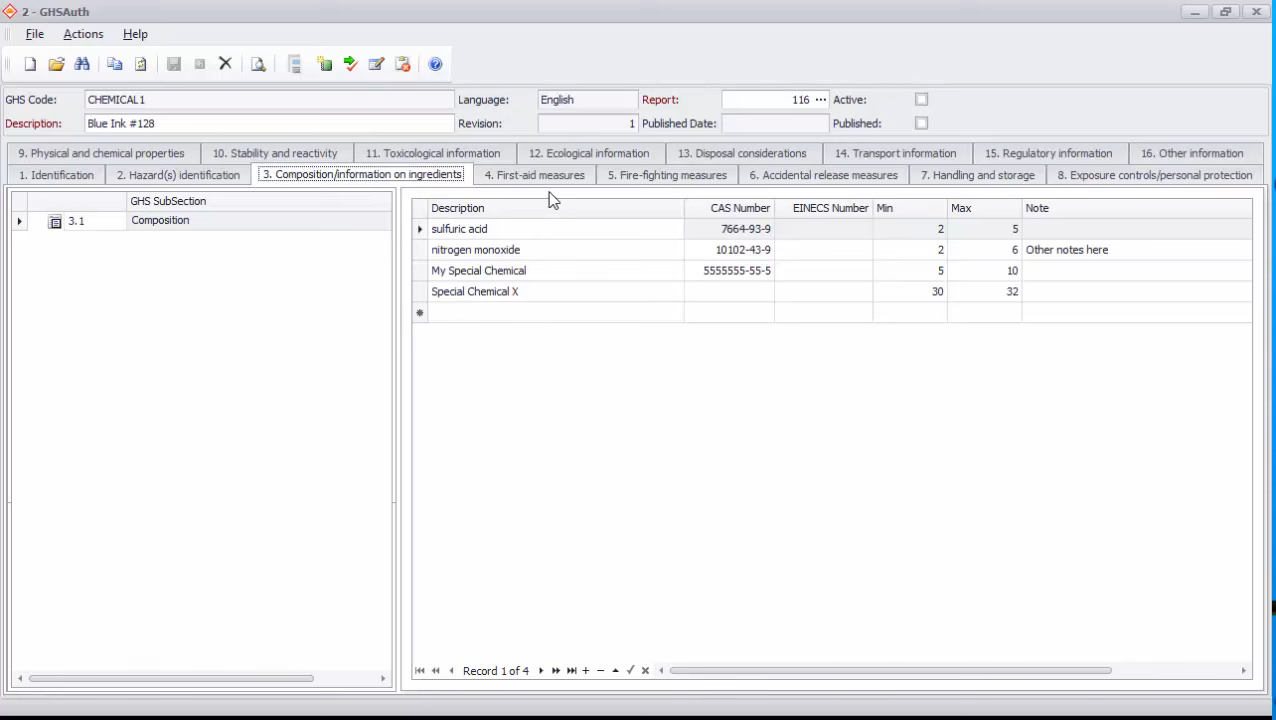 2 - GHSAuth
File Actions Help
GHS Code: CHEMICAL1 Language: English Report: 116 ... Active:
Description: Blue Ink #128 Revision: 1 Published Date: Published:
9. Physical and chemical properties 10. Stability and reactivity 11. Toxicological information 12. Ecological information 13. Disposal considerations 14. Transport information 15. Regulatory information 16. Other information
1. Identification 2. Hazard(s) identification 3. Composition/information on ingredients 4. First-aid measures 5. Fire-fighting measures 6. Accidental release measures 7. Handling and storage 8. Exposure controls/personal protection
GHS SubSection
3.1 Composition
Description CAS Number EINECS Number Min Max Note
sulfuric acid 7664-93-9 2 5
nitrogen monoxide 10102-43-9 2 6 Other notes here
My Special Chemical 5555555-55-5 5 10
Special Chemical X 30 32
Record 1 of 4